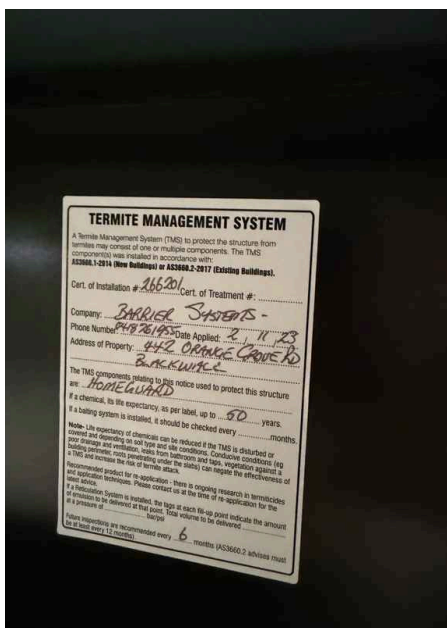 TERMITE MANAGEMENT SYSTEM
A Termite Management System (TMS) to protect the structure from
termites may consist of one or multiple components. The TMS
component(s) was installed in accordance with:
AS3660.1-2014 (New Buildings) or AS3660.2-2017 (Existing Buildings).
Cert. of Installation #: 266201 Cert. of Treatment #:
Company: BARRIER SYSTEMS -
Phone Number: 0418761955 Date Applied: 2, 11, 23
Address of Property: 442 ORANGE GROVE RD
BLACKWALL
The TMS components relating to this notice used to protect this structure
are: HOMEGUARD
If a chemical, its life expectancy, as per label, up to 50 years.
If a baiting system is installed, it should be checked every months.
Note- Life expectancy of chemicals can be reduced if the TMS is disturbed or
covered and depending on soil type and site conditions. Conducive conditions (eg
poor drainage and ventilation, leaks from bathroom and taps, vegetation against a
building perimeter, roots penetrating under the slabs) can negate the effectiveness of
a TMS and increase the risk of termite attack.
Recommended product for re-application - there is ongoing research in termiticides
and application techniques. Please contact us at the time of re-application for the
latest advice.
If a Reticulation System is installed, the tags at each fill-up point indicate the amount
of emulsion to be delivered at that point. Total volume to be delivered
at a pressure of bar/psi
Future inspections are recommended every 6 months (AS3660.2 advises must
be at least every 12 months).